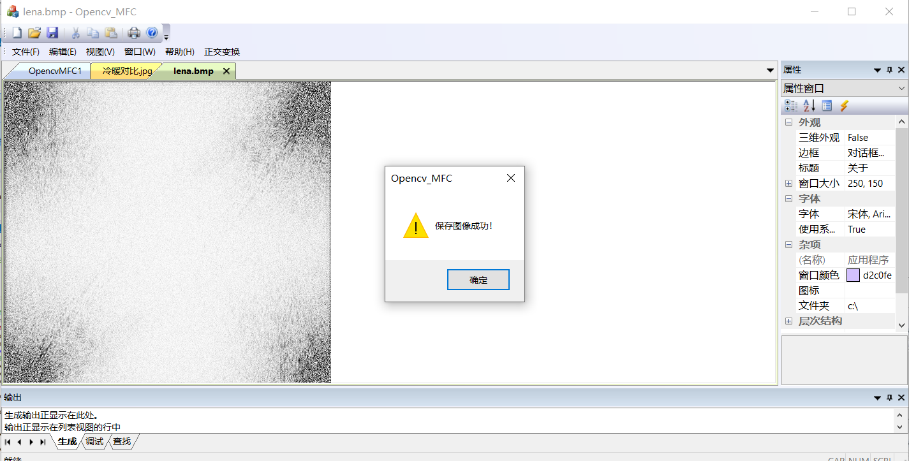 lena.bmp - Opencv_MFC
文件(F) 编辑(E) 视图(V) 窗口(W) 帮助(H) 正交变换
OpencvMFC1 冷暖对比.jpg lena.bmp
属性
属性窗口
外观
三维外观 False
边框 对话框...
标题 关于
窗口大小 250, 150
字体
字体 宋体, Ari...
使用系... True
杂项
(名称) 应用程序
窗口颜色 d2c0fe
图标
文件夹 c:\
层次结构
Opencv_MFC
保存图像成功!
确定
输出
生成输出正显示在此处。
输出正显示在列表视图的行中
生成 调试 查找
就绪
CAP NUM SCRL